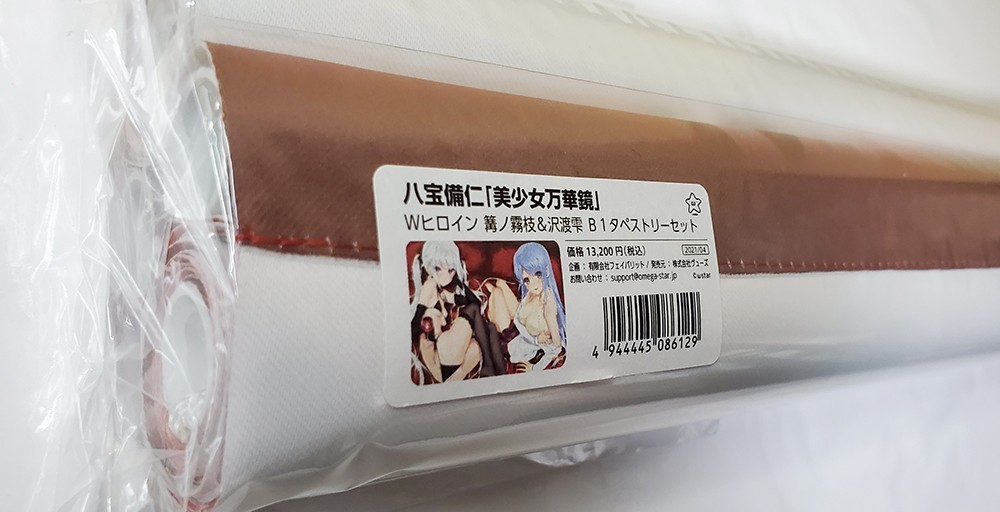 八宝備仁「美少女万華鏡」
Wヒロイン 篝ノ霧枝&沢渡雫 B1タペストリーセット
価格 13,200円(税込) 2021/04
企画:有限会社フェイバリット / 発売元:株式会社ヴューズ
お問い合わせ:support@omega-star.jp ©ωstar
4 944445 086129